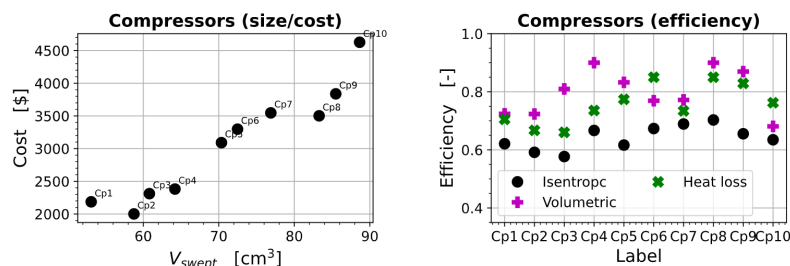 Compressors (size/cost)
Cost [$]
4500
4000
3500
3000
2500
2000
Cp1
Cp2
Cp3
Cp4
Cp5
Cp6
Cp7
Cp8
Cp9
Cp10
60
70
80
90
V_swept [cm³]
Compressors (efficiency)
Efficiency [-]
1.0
0.8
0.6
0.4
Isentropc
Volumetric
Heat loss
Cp1 Cp2 Cp3 Cp4 Cp5 Cp6 Cp7 Cp8 Cp9 Cp10
Label